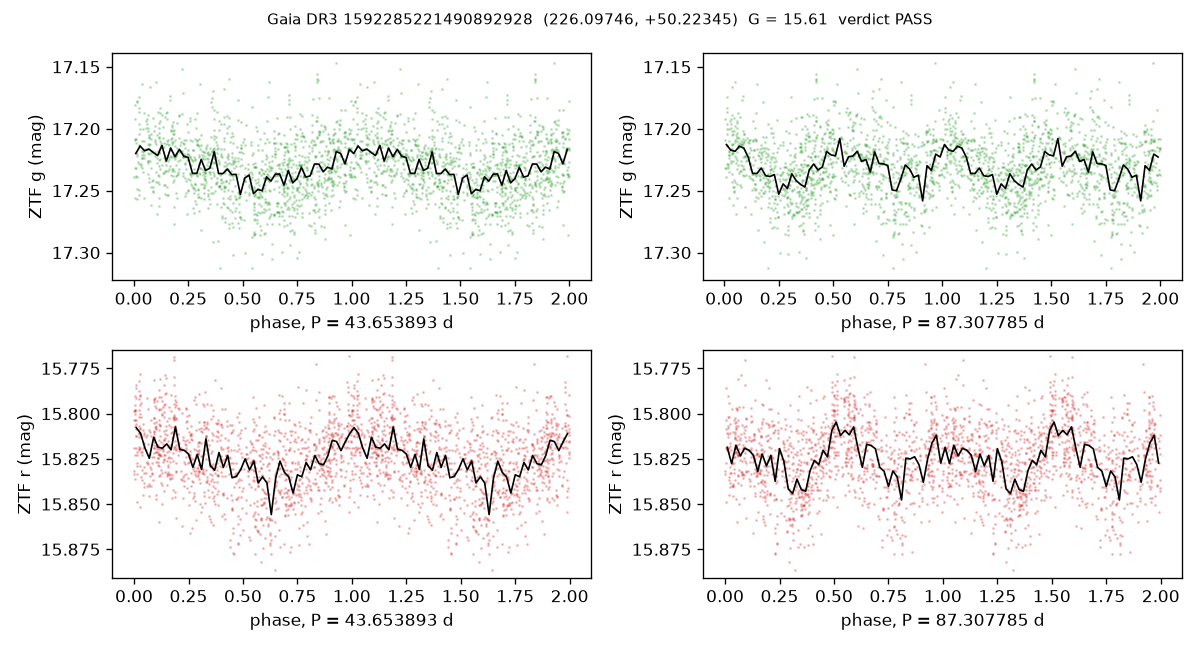 Gaia DR3 1592285221490892928  (226.09746, +50.22345)  G = 15.61  verdict PASS
ZTF g (mag)
17.15
17.20
17.25
17.30
0.00 0.25 0.50 0.75 1.00 1.25 1.50 1.75 2.00
phase, P = 43.653893 d
ZTF g (mag)
17.15
17.20
17.25
17.30
0.00 0.25 0.50 0.75 1.00 1.25 1.50 1.75 2.00
phase, P = 87.307785 d
ZTF r (mag)
15.775
15.800
15.825
15.850
15.875
0.00 0.25 0.50 0.75 1.00 1.25 1.50 1.75 2.00
phase, P = 43.653893 d
ZTF r (mag)
15.775
15.800
15.825
15.850
15.875
0.00 0.25 0.50 0.75 1.00 1.25 1.50 1.75 2.00
phase, P = 87.307785 d